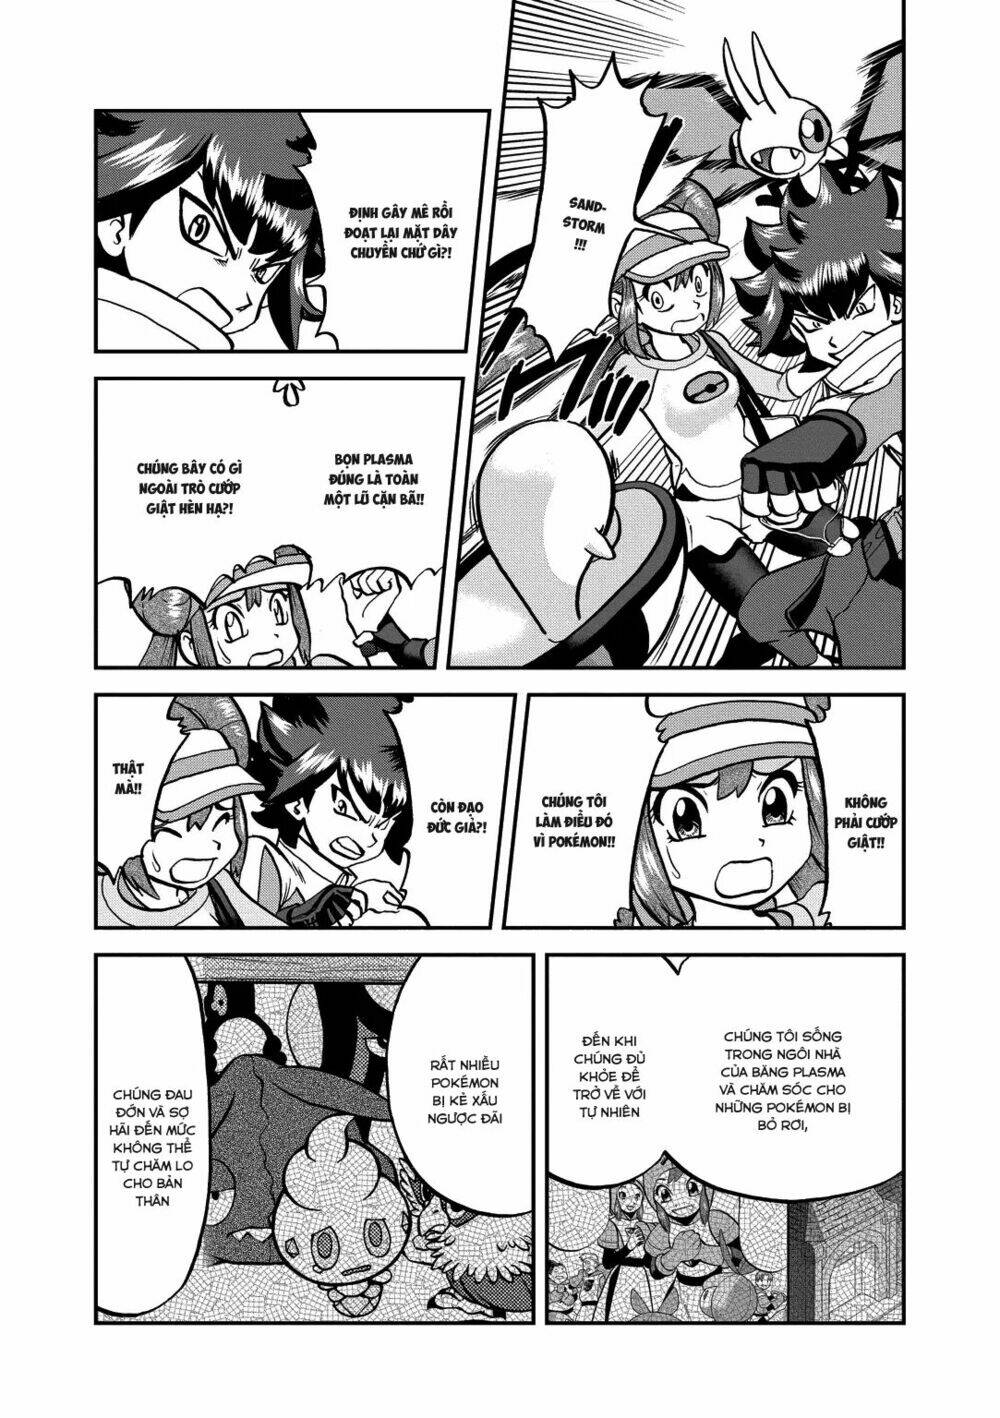 SAND-
STORM
!!!
ĐỊNH GÂY MÊ RỒI
ĐOẠT LẠI MẶT DÂY
CHUYỀN CHỨ GÌ?!
BỌN PLASMA
ĐÚNG LÀ TOÀN
MỘT LŨ CẶN BÃ!!
CHÚNG BÂY CÓ GÌ
NGOÀI TRÒ CƯỚP
GIẬT HÈN HẠ?!
KHÔNG
PHẢI CƯỚP
GIẬT!!
CHÚNG TÔI
LÀM ĐIỀU ĐÓ
VÌ POKÉMON!!
CÒN ĐẠO
ĐỨC GIẢ?!
THẬT
MÀ!!
CHÚNG TÔI SỐNG
TRONG NGÔI NHÀ
CỦA BĂNG PLASMA
VÀ CHĂM SÓC CHO
NHỮNG POKÉMON BỊ
BỎ RƠI,
ĐẾN KHI
CHÚNG ĐỦ
KHỎE ĐỂ
TRỞ VỀ VỚI
TỰ NHIÊN
RẤT NHIỀU
POKÉMON
BỊ KẺ XẤU
NGƯỢC ĐÃI
CHÚNG ĐAU
ĐỚN VÀ SỢ
HÃI ĐẾN MỨC
KHÔNG THỂ
TỰ CHĂM LO
CHO BẢN
THÂN